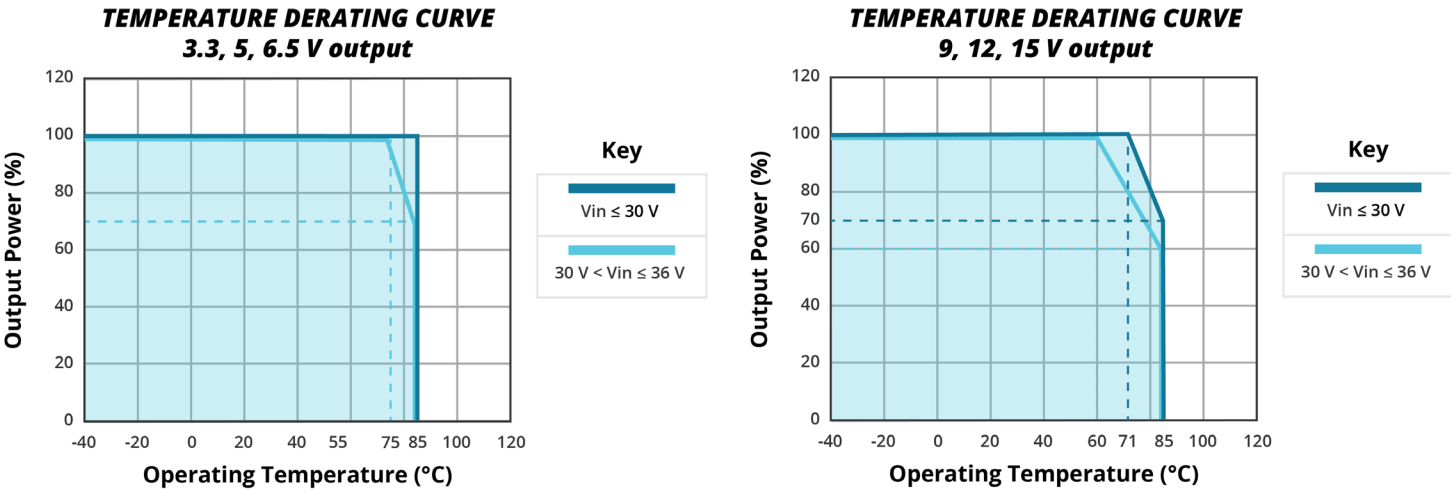 TEMPERATURE DERATING CURVE
3.3, 5, 6.5 V output
Output Power (%)
120
100
80
60
40
20
0
-40 -20 0 20 40 55 75 85 100 120
Operating Temperature (°C)
Key
Vin ≤ 30 V
30 V < Vin ≤ 36 V
TEMPERATURE DERATING CURVE
9, 12, 15 V output
Output Power (%)
120
100
80
70
60
40
20
0
-40 -20 0 20 40 60 71 85 100 120
Operating Temperature (°C)
Key
Vin ≤ 30 V
30 V < Vin ≤ 36 V